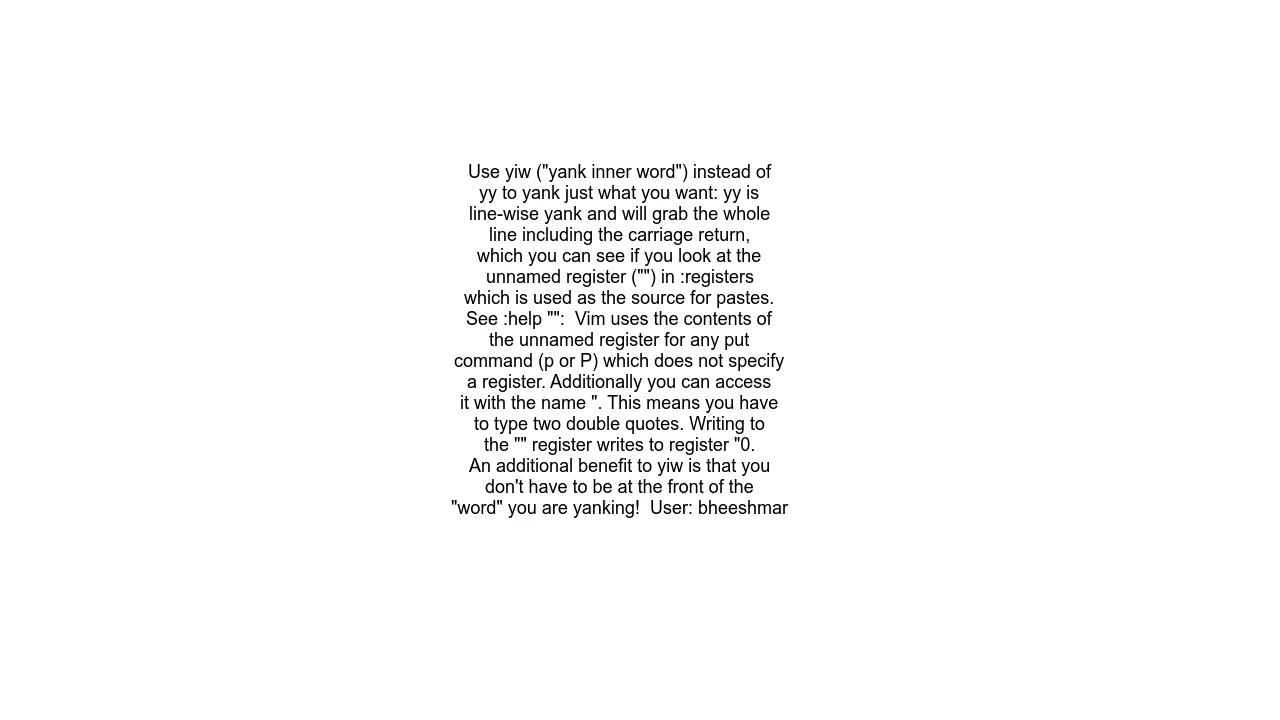 Use yiw ("yank inner word") instead of
yy to yank just what you want: yy is
line-wise yank and will grab the whole
line including the carriage return,
which you can see if you look at the
unnamed register ("") in :registers
which is used as the source for pastes.
See :help "":  Vim uses the contents of
the unnamed register for any put
command (p or P) which does not specify
a register. Additionally you can access
it with the name ". This means you have
to type two double quotes. Writing to
the "" register writes to register "0.
An additional benefit to yiw is that you
don't have to be at the front of the
"word" you are yanking!  User: bheeshmar